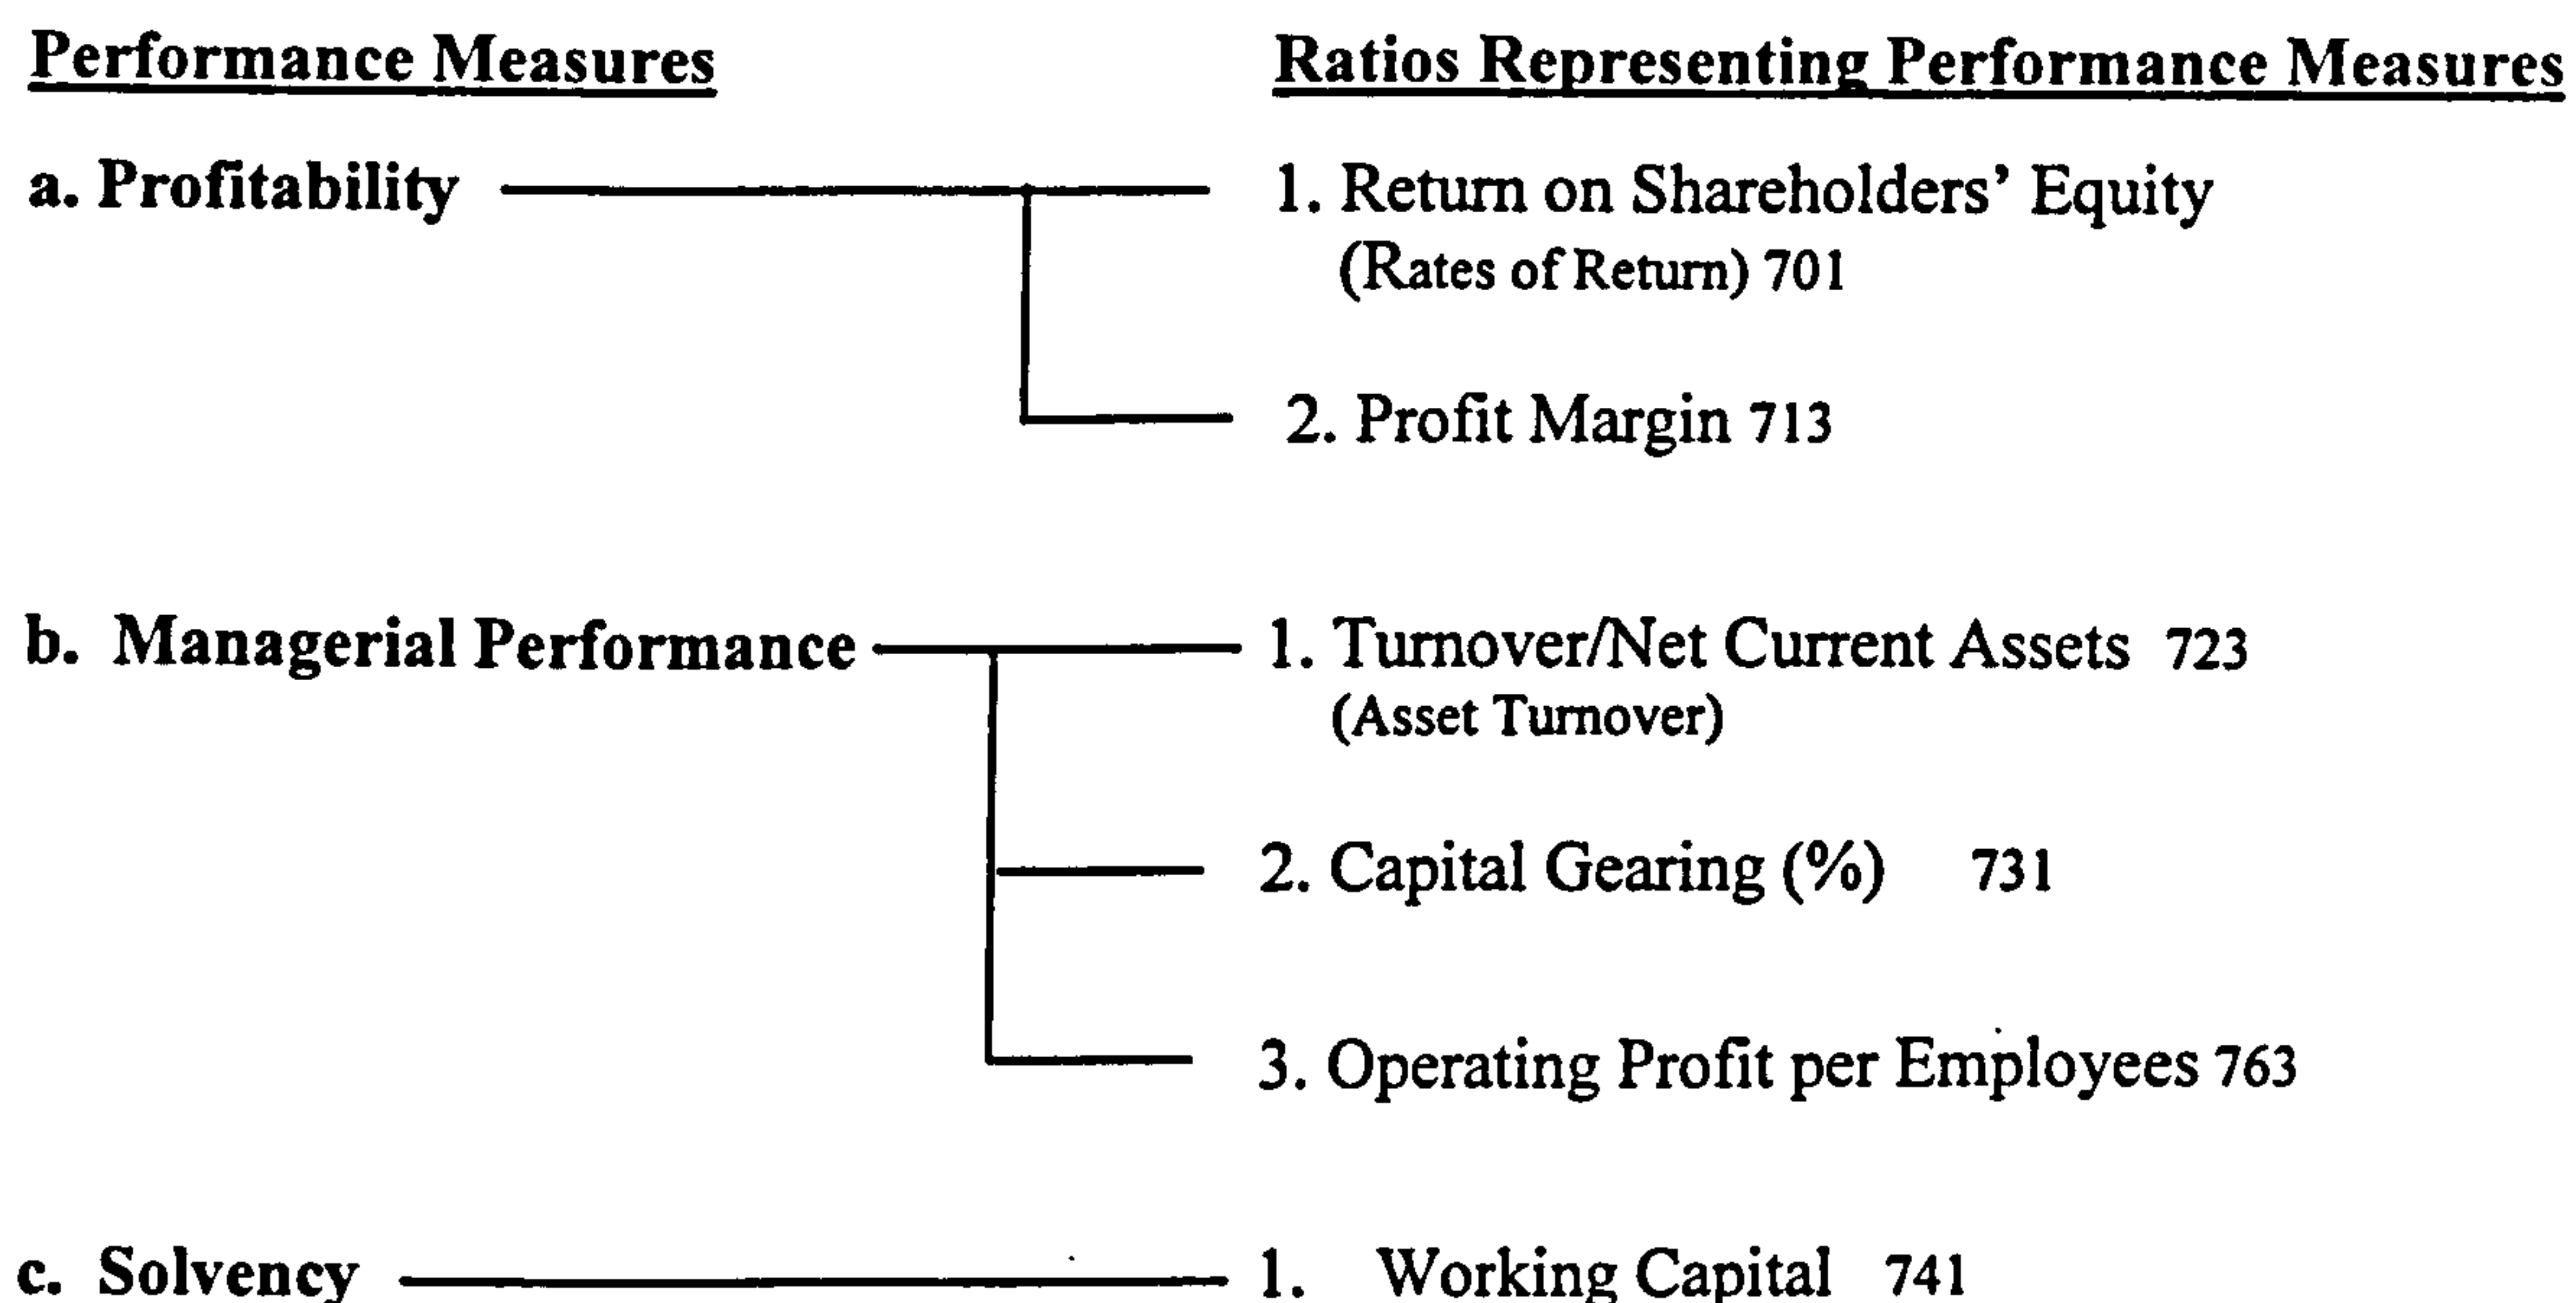 Performance Measures Ratios Representing Performance Measures
a. Profitability 1. Return on Shareholders’ Equity
(Rates of Return) 701
2. Profit Margin 713
b. Managerial Performance 1. Turnover/Net Current Assets 723
(Asset Turnover)
2. Capital Gearing (%) 731
3. Operating Profit per Employees 763
c. Solvency 1. Working Capital 741